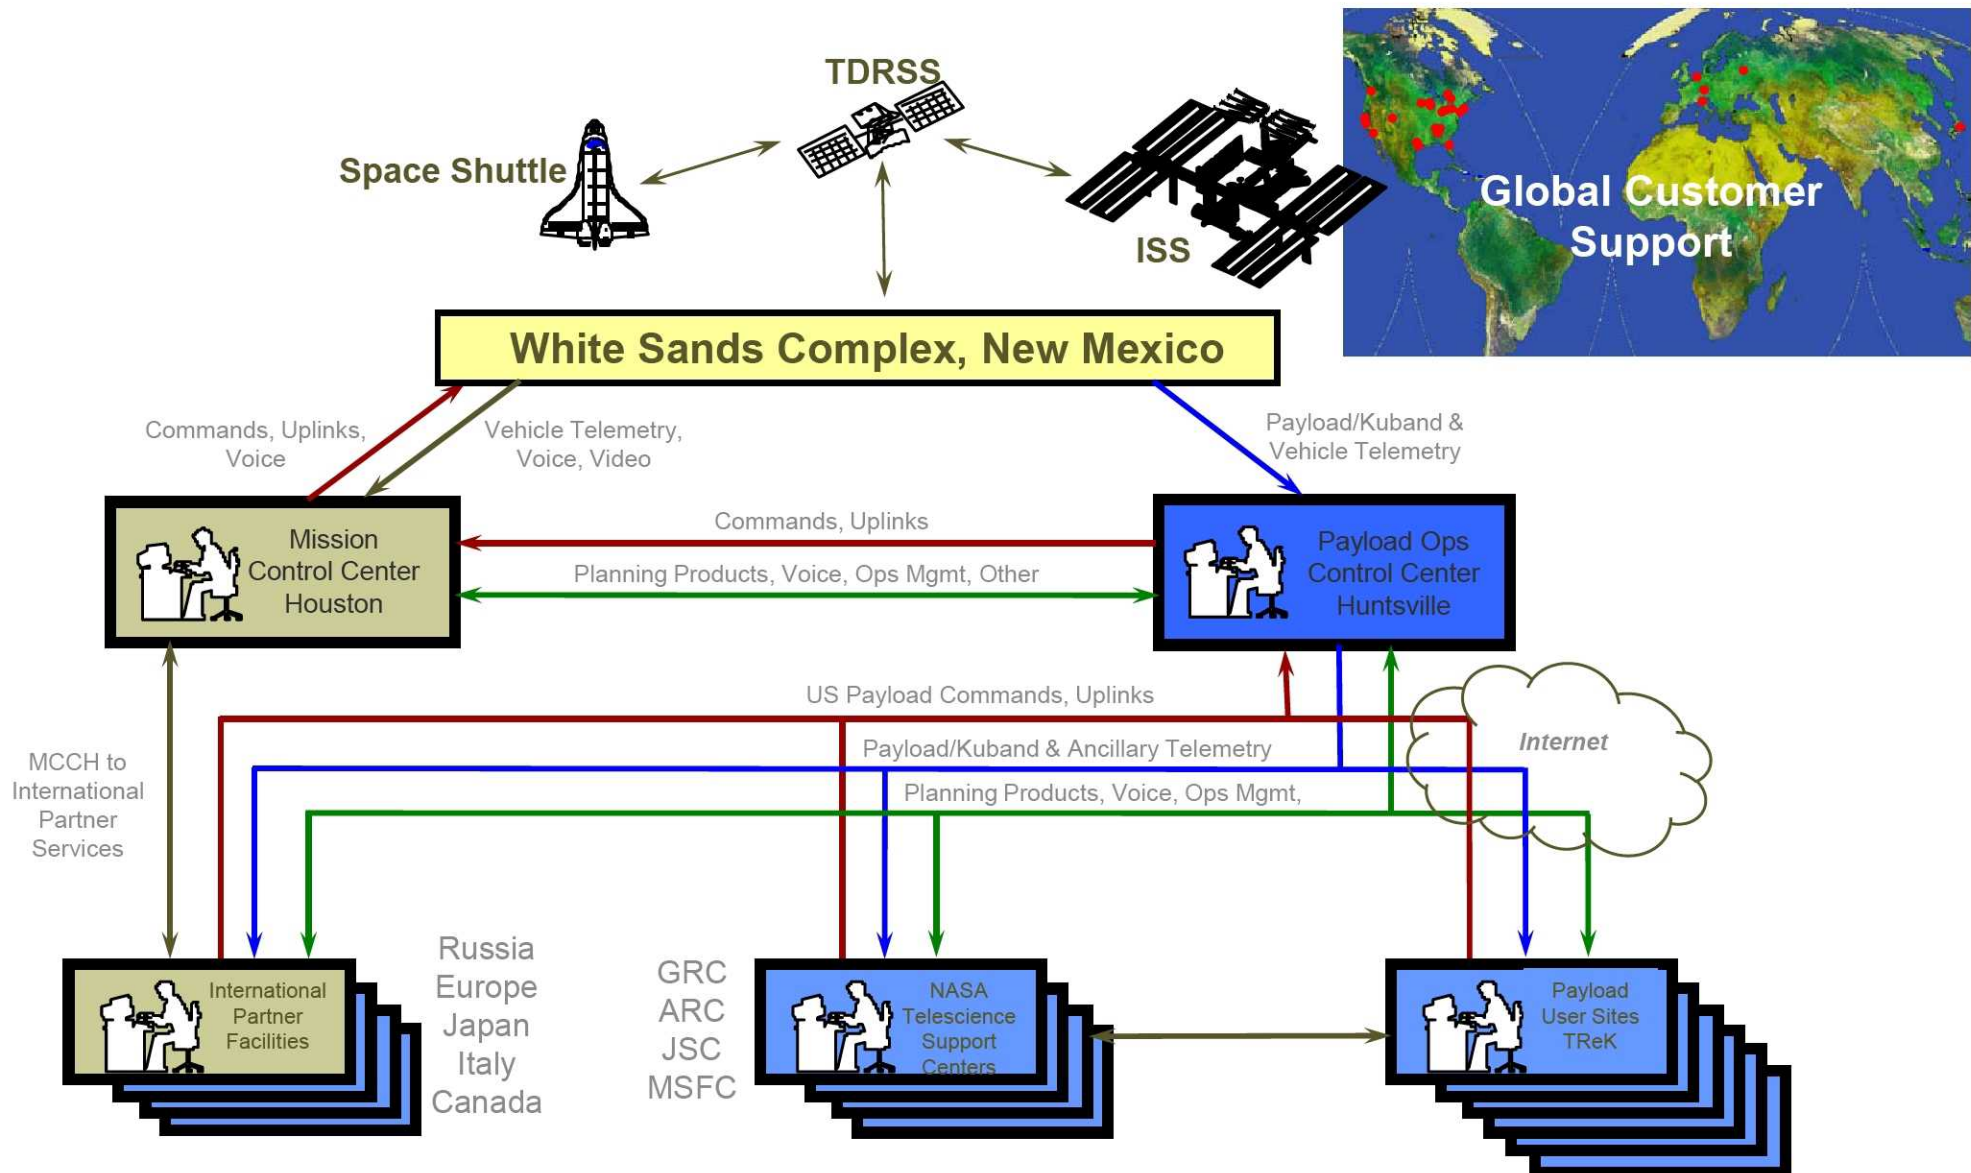 TDRSS
Space Shuttle
ISS
Global Customer
Support
White Sands Complex, New Mexico
Commands, Uplinks,
Voice
Vehicle Telemetry,
Voice, Video
Payload/Kuband &
Vehicle Telemetry
Mission
Control Center
Houston
Commands, Uplinks
Planning Products, Voice, Ops Mgmt, Other
Payload Ops
Control Center
Huntsville
US Payload Commands, Uplinks
Payload/Kuband & Ancillary Telemetry
Planning Products, Voice, Ops Mgmt,
Internet
MCCH to
International
Partner
Services
International
Partner
Facilities
Russia
Europe
Japan
Italy
Canada
GRC
ARC
JSC
MSFC
NASA
Telescience
Support
Centers
Payload
User Sites
TReK